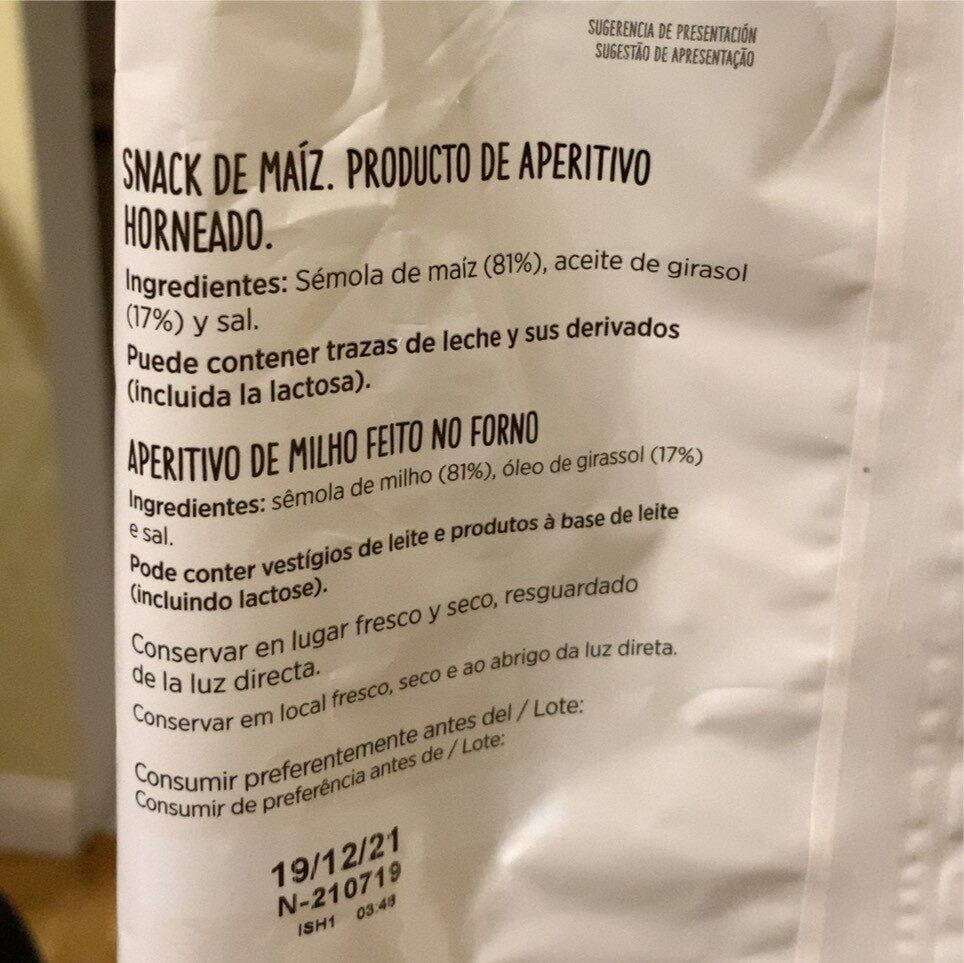 SUGERENCIA DE PRESENTACIÓN
SUGESTÃO DE APRESENTAÇÃO
SNACK DE MAÍZ. PRODUCTO DE APERITIVO
HORNEADO.
Ingredientes: Sémola de maíz (81%), aceite de girasol
(17%) y sal.
Puede contener trazas de leche y sus derivados
(incluida la lactosa).
APERITIVO DE MILHO FEITO NO FORNO
Ingredientes: sêmola de milho (81%), óleo de girassol (17%)
e sal.
Pode conter vestígios de leite e produtos à base de leite
(incluindo lactose).
Conservar en lugar fresco y seco, resguardado
de la luz directa.
Conservar em local fresco, seco e ao abrigo da luz direta.
Consumir preferentemente antes del / Lote:
Consumir de preferência antes de / Lote:
19/12/21
N-210719
ISH1 03:48